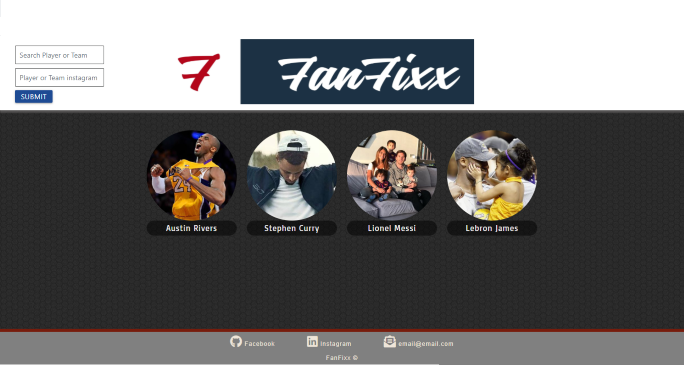 Search Player or Team
Player or Team instagram
SUBMIT
F FanFixx
24
Austin Rivers
Stephen Curry
Lionel Messi
Lebron James
Facebook
Instagram
email@email.com
FanFixx ©